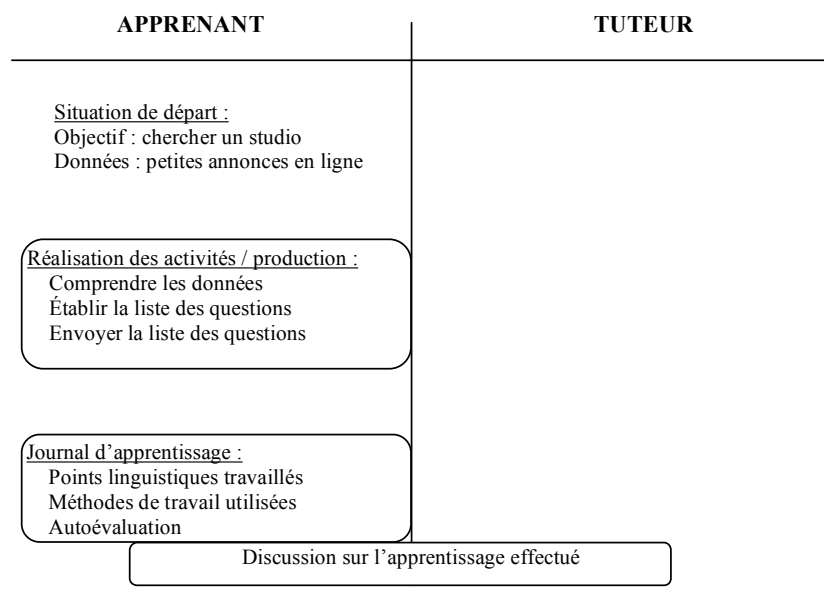 APPRENANT
TUTEUR
Situation de départ :
Objectif : chercher un studio
Données : petites annonces en ligne
Réalisation des activités / production :
Comprendre les données
Établir la liste des questions
Envoyer la liste des questions
Journal d’apprentissage :
Points linguistiques travaillés
Méthodes de travail utilisées
Autoévaluation
Discussion sur l’apprentissage effectué